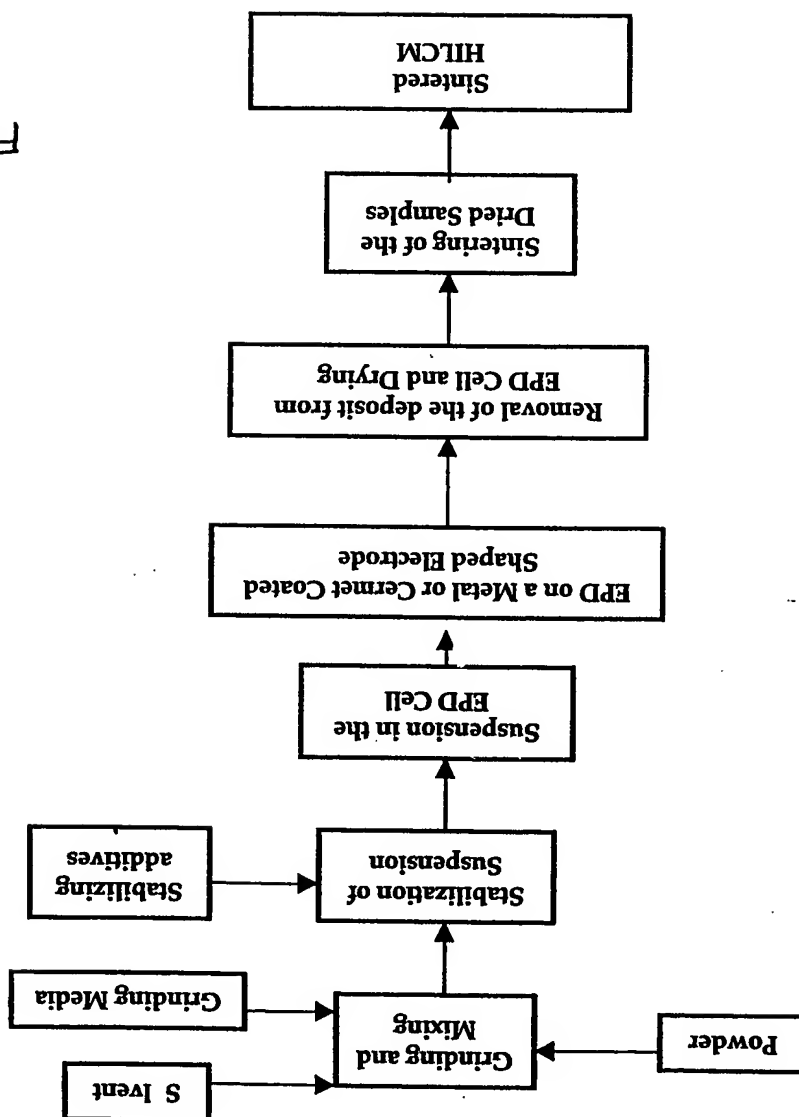 S lvent
Powder
Grinding and
Mixing
Grinding Media
Stabilization of
Suspension
Stabilizing
additives
Suspension in the
EPD Cell
EPD on a Metal or Cermet Coated
Shaped Electrode
Removal of the deposit from
EPD Cell and Drying
Sintering of the
Dried Samples
Sintered
HILCM